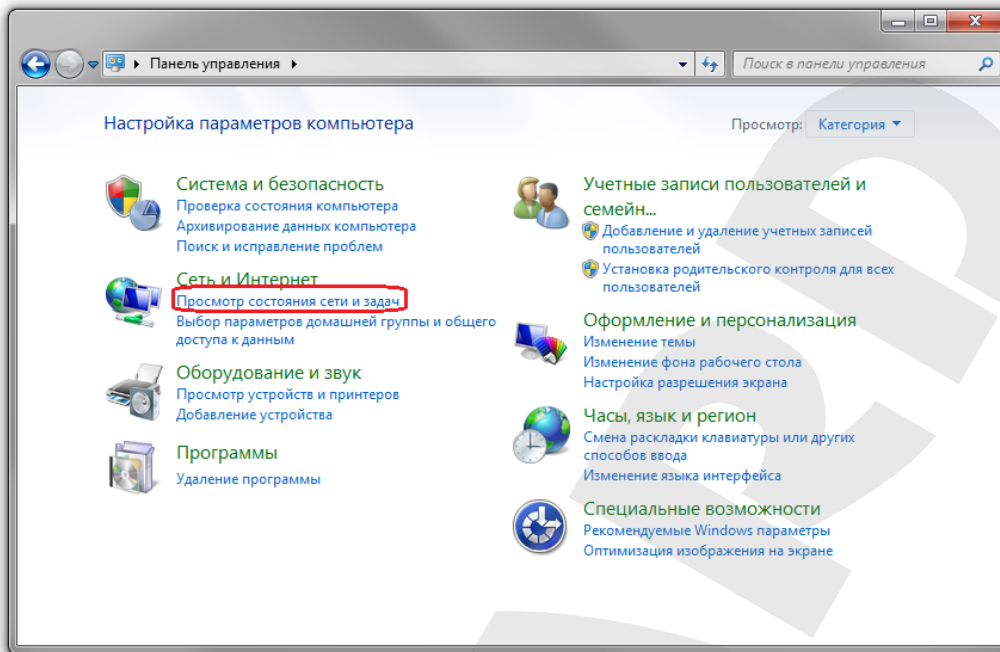 Панель управления
Поиск в панели управления
Настройка параметров компьютера
Просмотр: Категория
Система и безопасность
Проверка состояния компьютера
Архивирование данных компьютера
Поиск и исправление проблем
Сеть и Интернет
Просмотр состояния сети и задач
Выбор параметров домашней группы и общего
доступа к данным
Оборудование и звук
Просмотр устройств и принтеров
Добавление устройства
Программы
Удаление программы
Учетные записи пользователей и
семейн...
Добавление и удаление учетных записей
пользователей
Установка родительского контроля для всех
пользователей
Оформление и персонализация
Изменение темы
Изменение фона рабочего стола
Настройка разрешения экрана
Часы, язык и регион
Смена раскладки клавиатуры или других
способов ввода
Изменение языка интерфейса
Специальные возможности
Рекомендуемые Windows параметры
Оптимизация изображения на экране